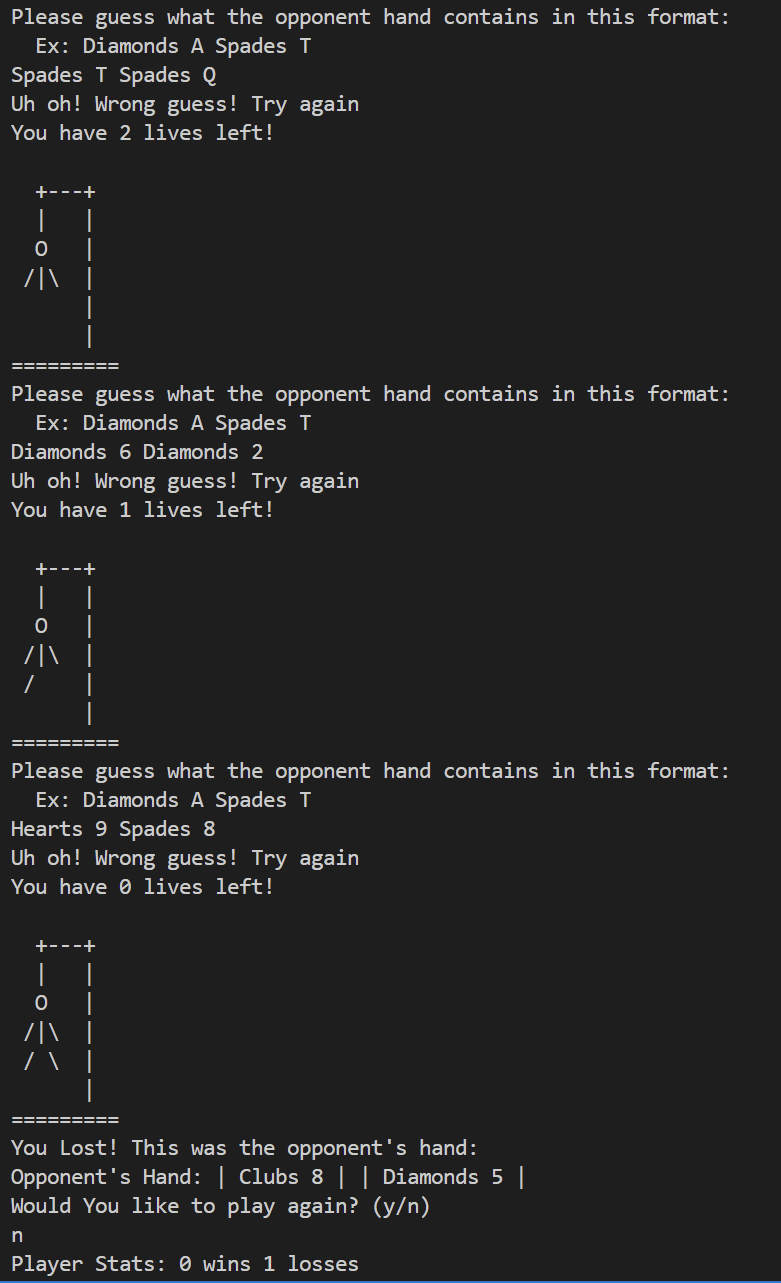 Please guess what the opponent hand contains in this format:
  Ex: Diamonds A Spades T
Spades T Spades Q
Uh oh! Wrong guess! Try again
You have 2 lives left!

  +---+
  |   |
  O   |
 /|\  |
      |
      |
=========
Please guess what the opponent hand contains in this format:
  Ex: Diamonds A Spades T
Diamonds 6 Diamonds 2
Uh oh! Wrong guess! Try again
You have 1 lives left!

  +---+
  |   |
  O   |
 /|\  |
 /    |
      |
=========
Please guess what the opponent hand contains in this format:
  Ex: Diamonds A Spades T
Hearts 9 Spades 8
Uh oh! Wrong guess! Try again
You have 0 lives left!

  +---+
  |   |
  O   |
 /|\  |
 / \  |
      |
=========
You Lost! This was the opponent's hand:
Opponent's Hand: | Clubs 8 | | Diamonds 5 |
Would You like to play again? (y/n)
n
Player Stats: 0 wins 1 losses